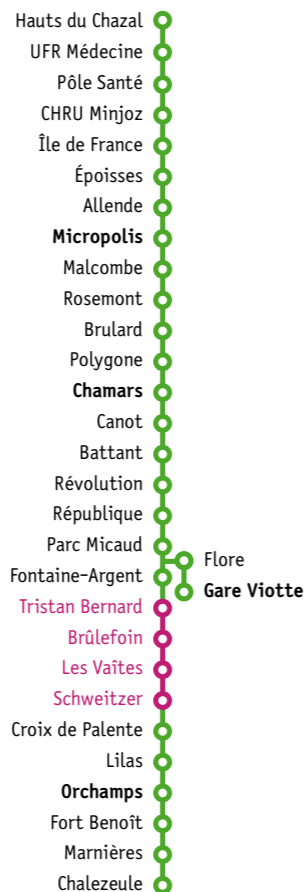 Hauts du Chazal
UFR Médecine
Pôle Santé
CHRU Minjoz
Île de France
Époisses
Allende
Micropolis
Malcombe
Rosemont
Brulard
Polygone
Chamars
Canot
Battant
Révolution
République
Parc Micaud
Flore
Fontaine-Argent
Gare Viotte
Tristan Bernard
Brûlefoin
Les Vaîtes
Schweitzer
Croix de Palente
Lilas
Orchamps
Fort Benoît
Marnières
Chalezeule